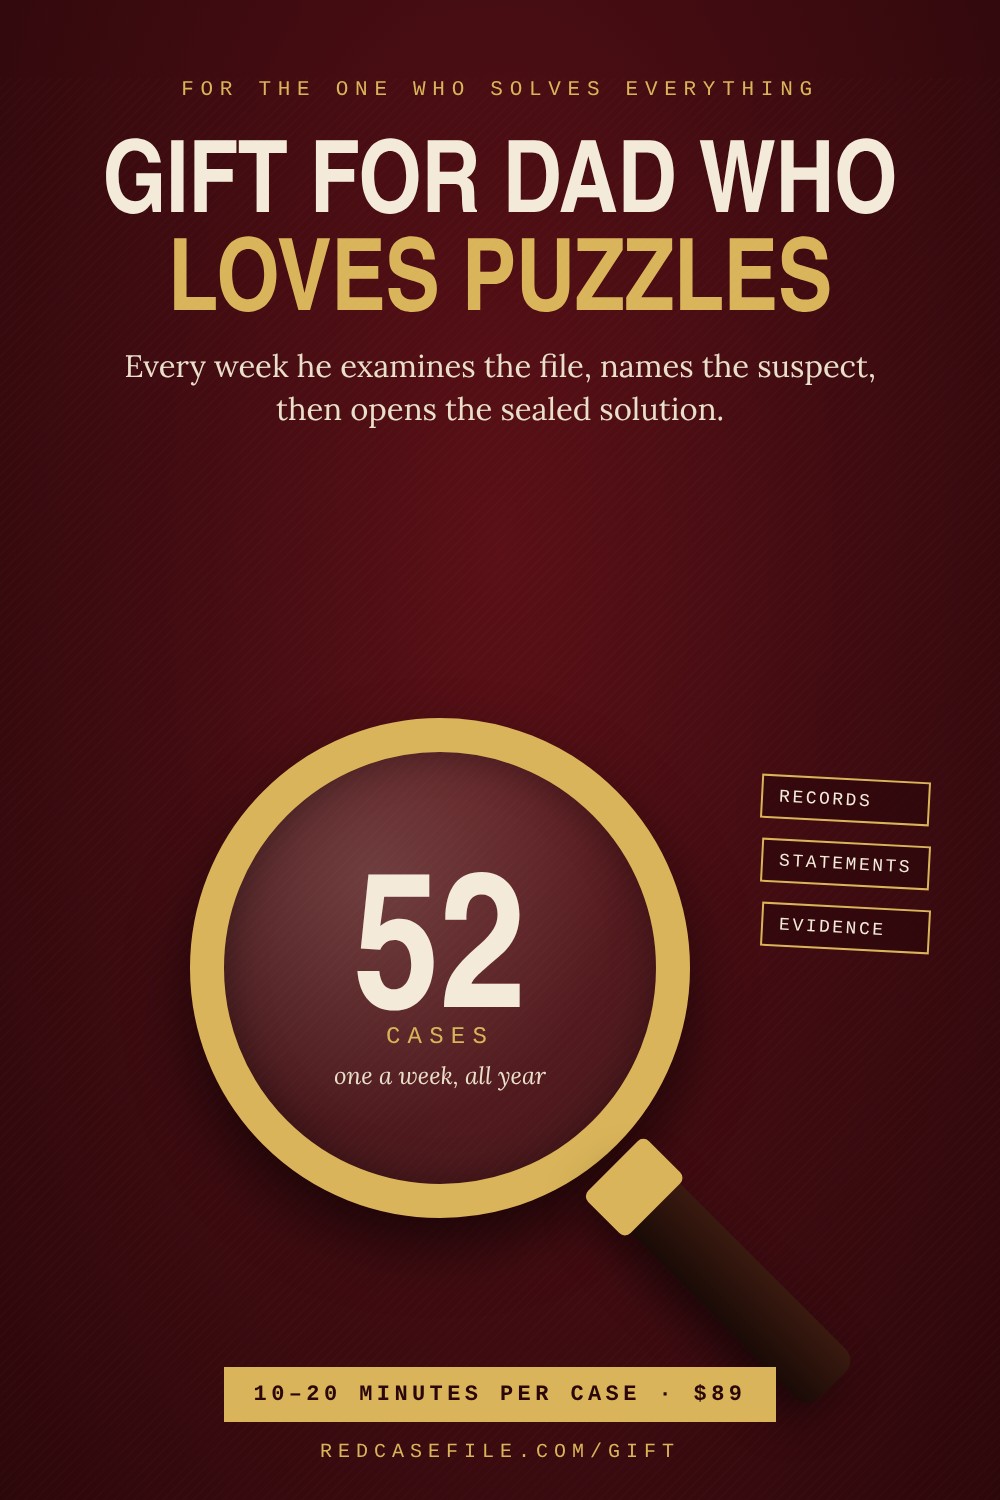 FOR THE ONE WHO SOLVES EVERYTHING
GIFT FOR DAD WHO
LOVES PUZZLES
Every week he examines the file, names the suspect,
then opens the sealed solution.
RECORDS
STATEMENTS
EVIDENCE
52
CASES
one a week, all year
10–20 MINUTES PER CASE · $89
REDCASEFILE.COM/GIFT